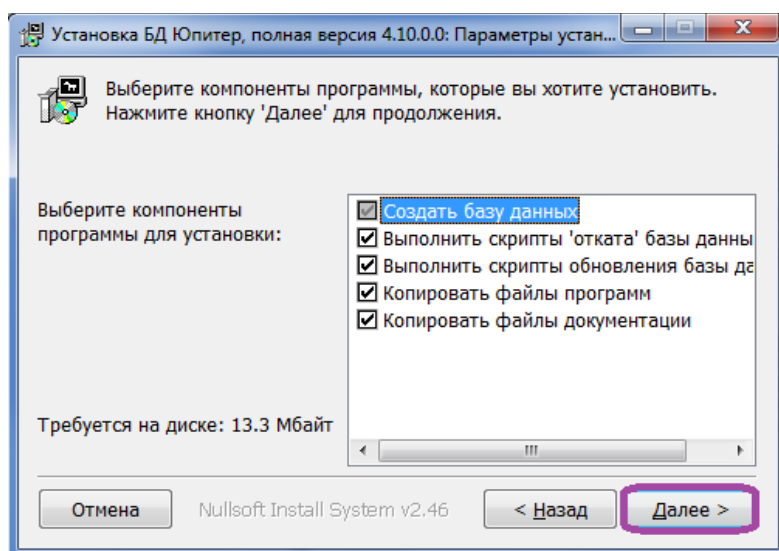 Установка БД Юпитер, полная версия 4.10.0.0: Параметры устан...
Выберите компоненты программы, которые вы хотите установить.
Нажмите кнопку 'Далее' для продолжения.
Выберите компоненты
программы для установки:
Создать базу данных
Выполнить скрипты 'отката' базы данны
Выполнить скрипты обновления базы да
Копировать файлы программ
Копировать файлы документации
Требуется на диске: 13.3 Мбайт
Отмена
Nullsoft Install System v2.46
< Назад
Далее >